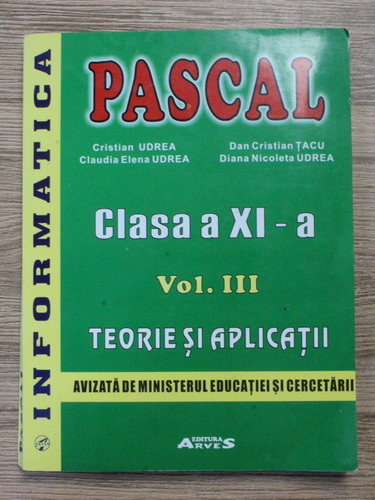 INFORMATICA
PASCAL
Cristian UDREA
Claudia Elena UDREA
Dan Cristian ȚACU
Diana Nicoleta UDREA
Clasa a XI - a
Vol. III
TEORIE ȘI APLICAȚII
AVIZATĂ DE MINISTERUL EDUCAȚIEI ȘI CERCETĂRII
EDITURA
ARVES